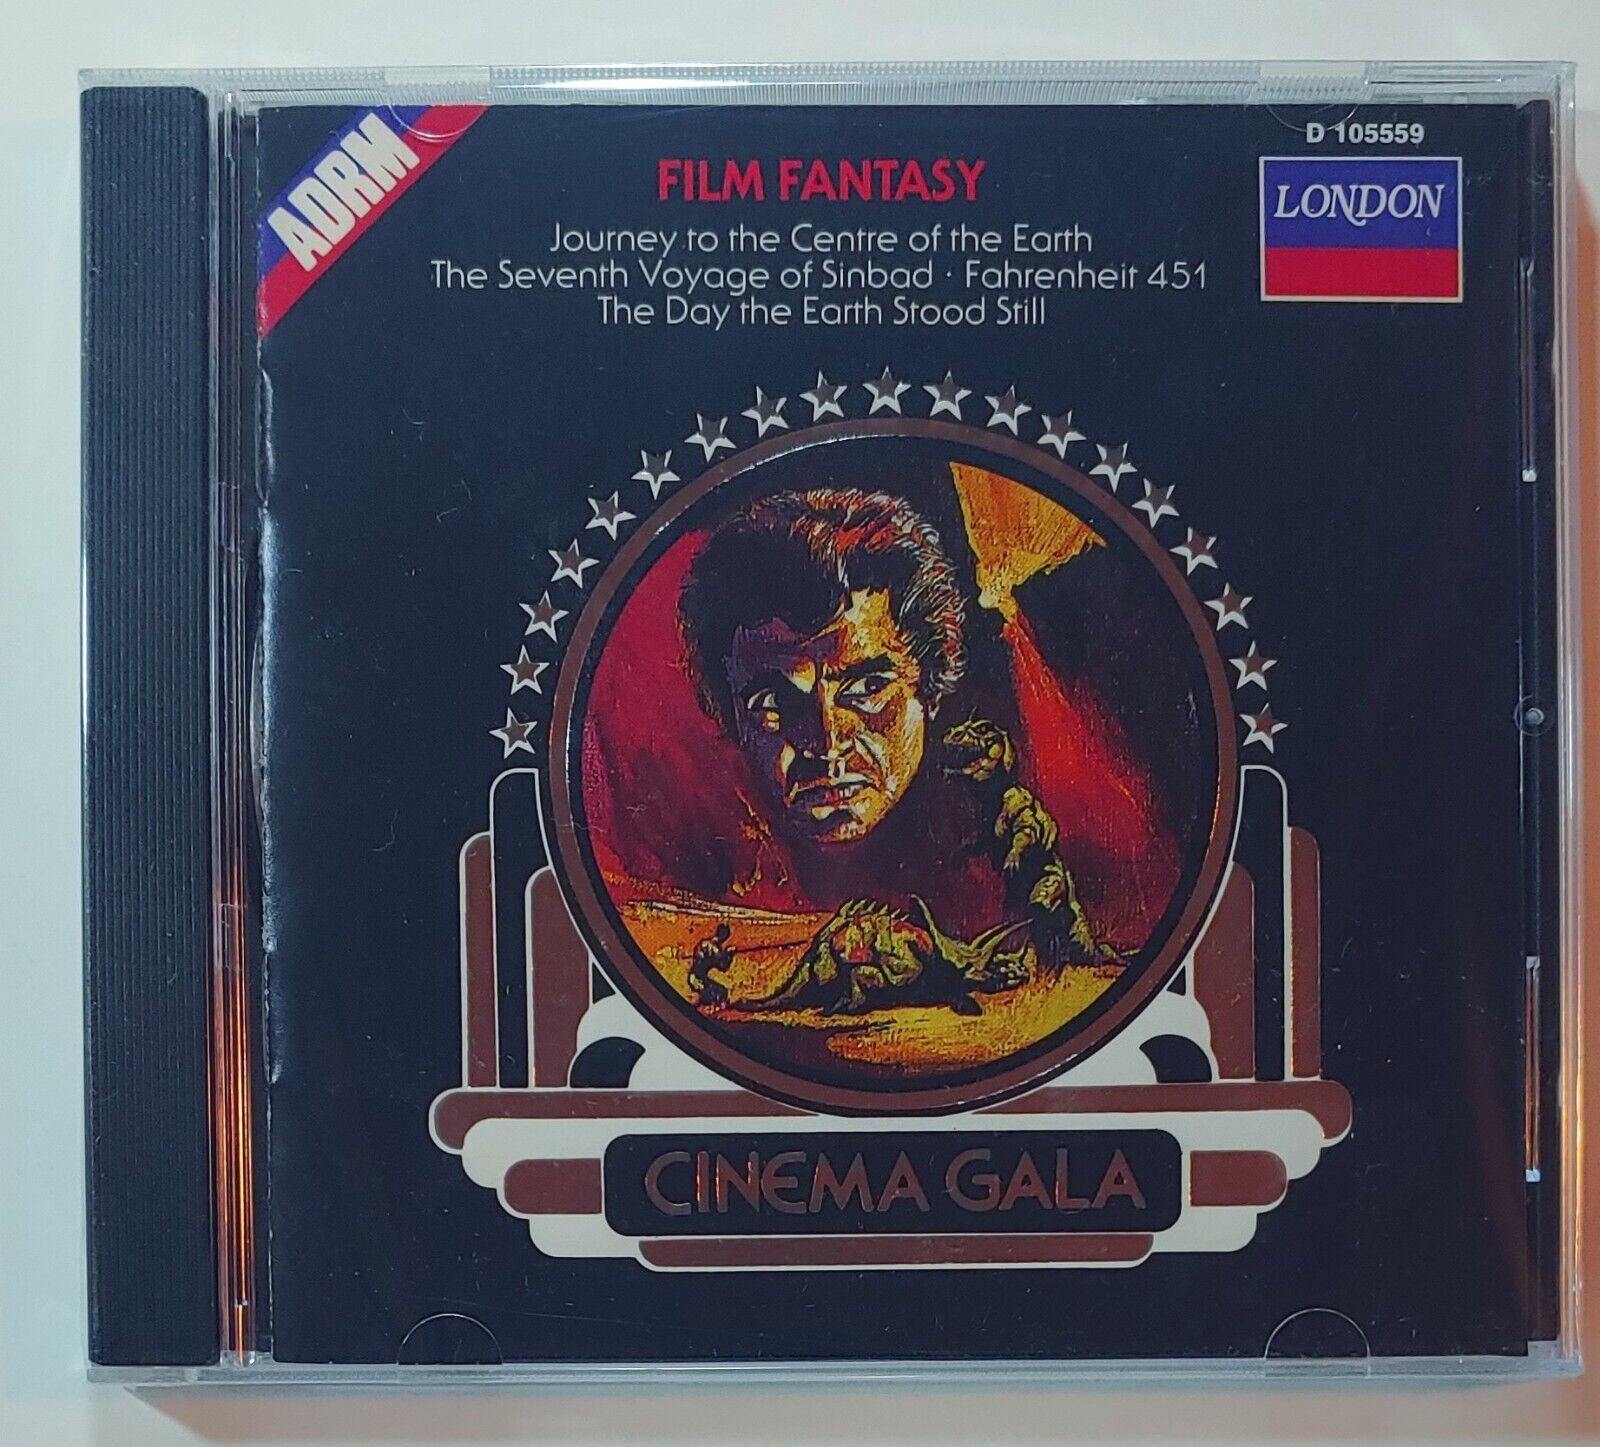 ADRM
D 105559
LONDON
FILM FANTASY
Journey to the Centre of the Earth
The Seventh Voyage of Sinbad · Fahrenheit 451
The Day the Earth Stood Still
CINEMA GALA